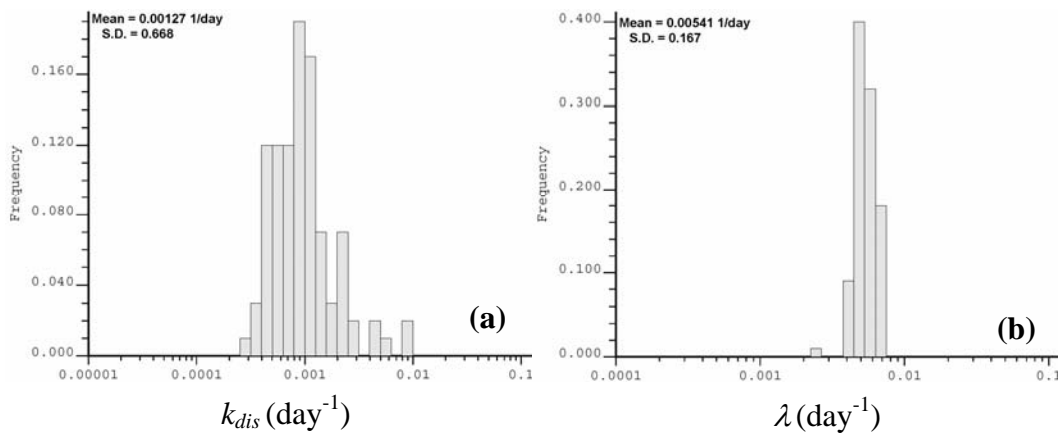 Mean = 0.00127 1/day
S.D. = 0.668
0.160
0.120
0.080
0.040
0.000
Frequency
0.00001
0.0001
0.001
0.01
0.1
(a)
k_dis (day⁻¹)
Mean = 0.00541 1/day
S.D. = 0.167
0.400
0.300
0.200
0.100
0.000
Frequency
0.0001
0.001
0.01
0.1
(b)
λ (day⁻¹)